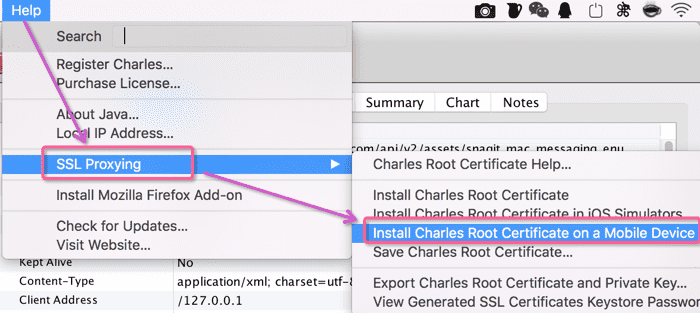 Help
Search
Register Charles...
Purchase License...
About Java...
Local IP Address...
SSL Proxying
Install Mozilla Firefox Add-on
Check for Updates...
Visit Website...
Kept Alive No
Content-Type application/xml; charset=utf-8
Client Address /127.0.0.1
Summary Chart Notes
com/api/v2/assets/snagit_mac_messaging_enu
Charles Root Certificate Help...
Install Charles Root Certificate
Install Charles Root Certificate in iOS Simulators
Install Charles Root Certificate on a Mobile Device
Save Charles Root Certificate...
Export Charles Root Certificate and Private Key...
View Generated SSL Certificates Keystore Password